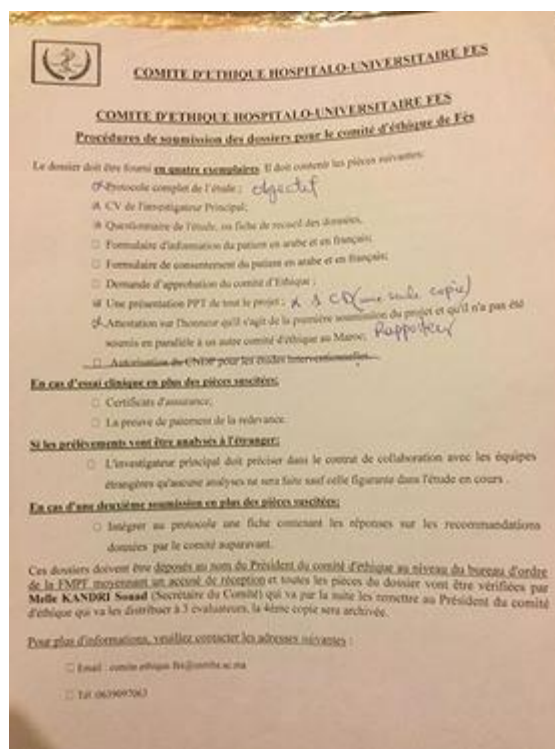 COMITE D'ETHIQUE HOSPITALO-UNIVERSITAIRE FES
COMITE D'ETHIQUE HOSPITALO-UNIVERSITAIRE FES
Procédures de soumission des dossiers pour le comité d'éthique de Fès
Le dossier doit être fourni en quatre exemplaires. Il doit contenir les pièces suivantes:
Protocole complet de l'étude ; objectif
CV de l'investigateur Principal;
Questionnaire de l'étude, ou fiche de recueil des données,
Formulaire d'information du patient en arabe et en français;
Formulaire de consentement du patient en arabe et en français;
Demande d'approbation du comité d'Ethique ;
Une présentation PPT de tout le projet ; 1 CD (une seule copie)
Attestation sur l'honneur qu'il s'agit de la première soumission du projet et qu'il n'a pas été
soumis en parallèle à un autre comité d'éthique au Maroc; Rapporteur
Autorisation du CNDP pour les études interventionnelles.
En cas d'essai clinique en plus des pièces suscitées:
Certificats d'assurance;
La preuve de paiement de la redevance.
Si les prélèvements vont être analysés à l'étranger:
L'investigateur principal doit préciser dans le contrat de collaboration avec les équipes
étrangères qu'aucune analyses ne sera faite sauf celle figurante dans l'étude en cours .
En cas d'une deuxième soumission en plus des pièces suscitées:
Intégrer au protocole une fiche contenant les réponses sur les recommandations
données par le comité auparavant.
Ces dossiers doivent être déposés au nom du Président du comité d'éthique au niveau du bureau d'ordre
de la FMPF moyennant un accusé de réception et toutes les pièces du dossier vont être vérifiées par
Melle KANDRI Souad (Secrétaire du Comité) qui va par la suite les remettre au Président du comité
d'éthique qui va les distribuer à 3 évaluateurs, la 4ème copie sera archivée.
Pour plus d'informations, veuillez contacter les adresses suivantes :
Email : comite
Tél :0639097063